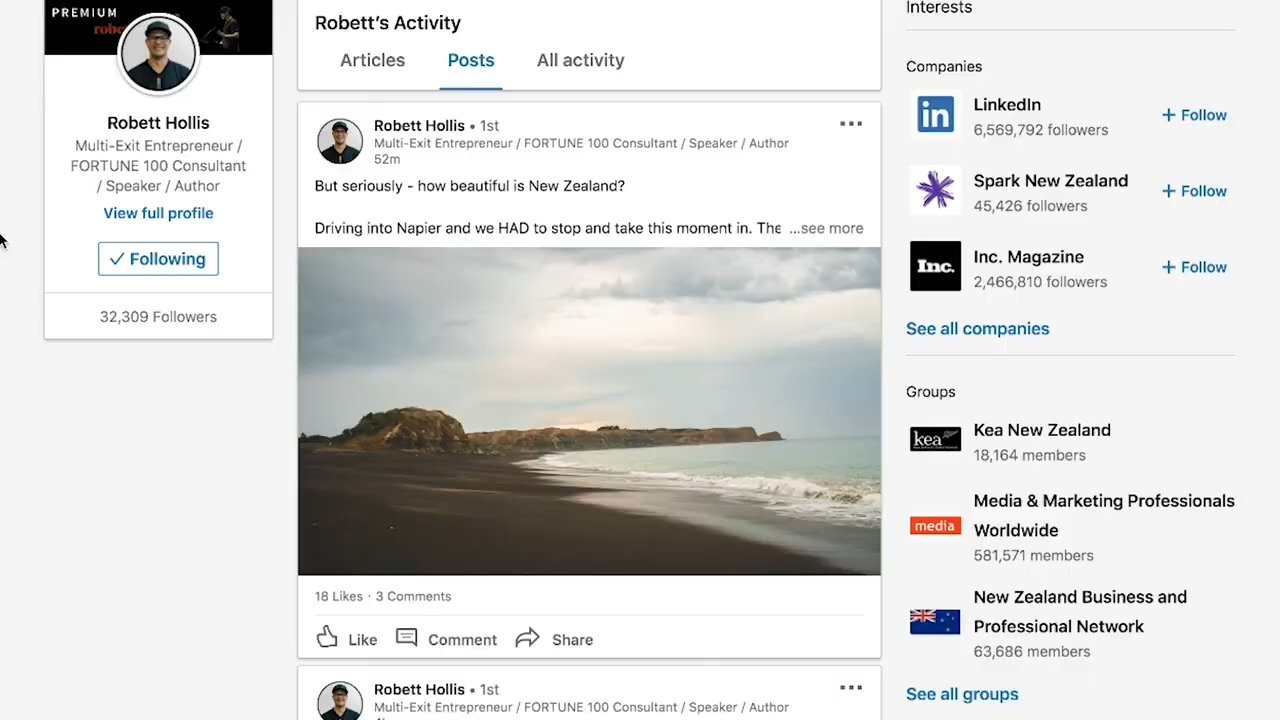 PREMIUM
Robett Hollis
Multi-Exit Entrepreneur /
FORTUNE 100 Consultant
/ Speaker / Author
View full profile
Following
32,309 Followers
Robett's Activity
Articles
Posts
All activity
Robett Hollis • 1st
Multi-Exit Entrepreneur / FORTUNE 100 Consultant / Speaker / Author
52m
But seriously - how beautiful is New Zealand?
Driving into Napier and we HAD to stop and take this moment in. The ...see more
18 Likes · 3 Comments
Like
Comment
Share
Robett Hollis • 1st
Multi-Exit Entrepreneur / FORTUNE 100 Consultant / Speaker / Author
Interests
Companies
in
LinkedIn
6,569,792 followers
+ Follow
Spark New Zealand
45,426 followers
+ Follow
Inc.
Inc. Magazine
2,466,810 followers
+ Follow
See all companies
Groups
kea
Kea New Zealand
18,164 members
media
Media & Marketing Professionals
Worldwide
581,571 members
New Zealand Business and
Professional Network
63,686 members
See all groups